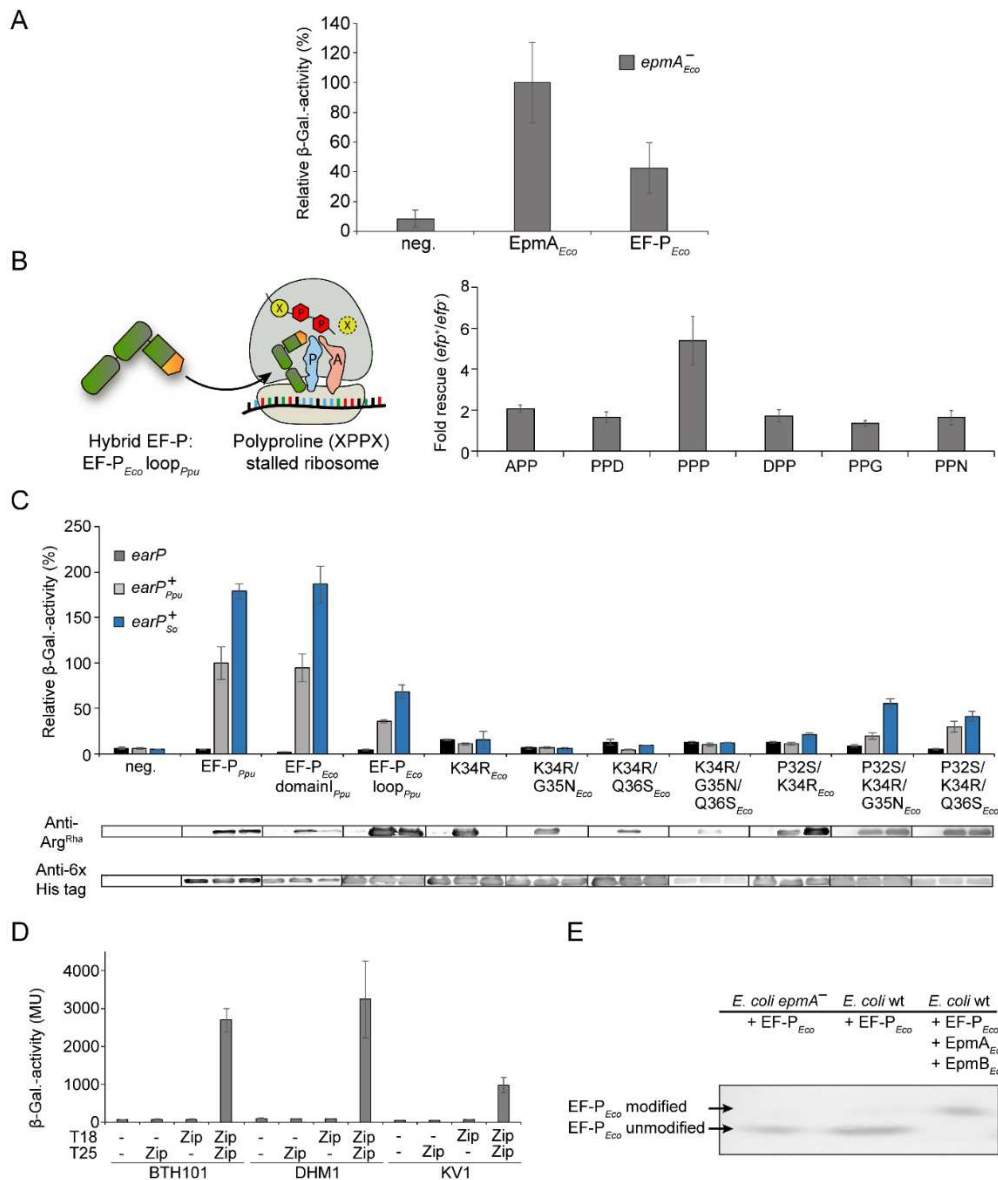 A
Relative β-Gal.-activity (%)
140
120
100
80
60
40
20
0
epmA⁻Eco
neg.
EpmAEco
EF-PEco
B
X
P
P
X
P
A
Hybrid EF-P:
EF-PEco loopPpu
Polyproline (XPPX)
stalled ribosome
Fold rescue (efp⁺/efp⁻)
8
6
4
2
0
APP
PPD
PPP
DPP
PPG
PPN
C
Relative β-Gal.-activity (%)
250
200
150
100
50
0
earP
earP⁺Ppu
earP⁺So
neg.
EF-PPpu
EF-PEco
domainIPpu
EF-PEco
loopPpu
K34REco
K34R/
G35NEco
K34R/
Q36SEco
K34R/
G35N/
Q36SEco
P32S/
K34REco
P32S/
K34R/
G35NEco
P32S/
K34R/
Q36SEco
Anti-
ArgRha
Anti-6x
His tag
D
β-Gal.-activity (MU)
4000
3000
2000
1000
0
T18 - - Zip Zip - - Zip Zip - - Zip Zip
T25 - Zip - Zip - Zip - Zip - Zip - Zip
BTH101 DHM1 KV1
E
E. coli epmA⁻ E. coli wt E. coli wt
+ EF-PEco + EF-PEco + EF-PEco
+ EpmAEc
+ EpmBEc
EF-PEco modified
EF-PEco unmodified